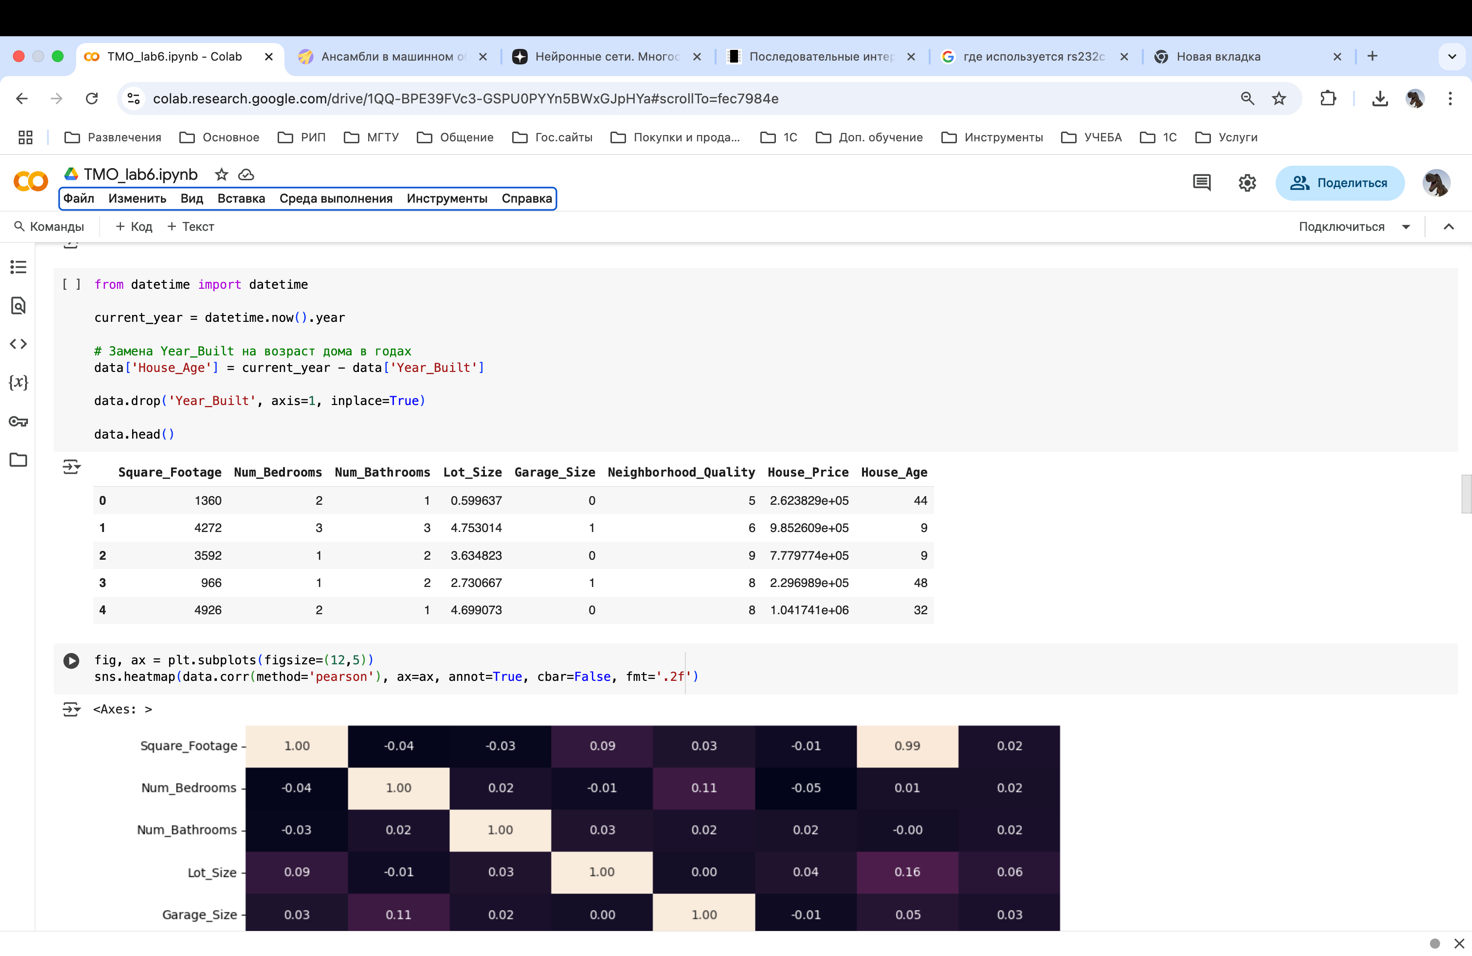 TMO_lab6.ipynb - Colab
Ансамбли в машинном о
Нейронные сети. Многос
Последовательные интер
где используется rs232c
Новая вкладка
colab.research.google.com/drive/1QQ-BPE39FVc3-GSPU0PYYn5BWxGJpHYa#scrollTo=fec7984e
Развлечения Основное РИП МГТУ Общение Гос.сайты Покупки и прода... 1С Доп. обучение Инструменты УЧЕБА 1С Услуги
TMO_lab6.ipynb
Поделиться
Файл Изменить Вид Вставка Среда выполнения Инструменты Справка
Команды + Код + Текст Подключиться
[ ] from datetime import datetime
current_year = datetime.now().year
# Замена Year_Built на возраст дома в годах
data['House_Age'] = current_year - data['Year_Built']
data.drop('Year_Built', axis=1, inplace=True)
data.head()
Square_Footage Num_Bedrooms Num_Bathrooms Lot_Size Garage_Size Neighborhood_Quality House_Price House_Age
0 1360 2 1 0.599637 0 5 2.623829e+05 44
1 4272 3 3 4.753014 1 6 9.852609e+05 9
2 3592 1 2 3.634823 0 9 7.779774e+05 9
3 966 1 2 2.730667 1 8 2.296989e+05 48
4 4926 2 1 4.699073 0 8 1.041741e+06 32
fig, ax = plt.subplots(figsize=(12,5))
sns.heatmap(data.corr(method='pearson'), ax=ax, annot=True, cbar=False, fmt='.2f')
<Axes: >
Square_Footage 1.00 -0.04 -0.03 0.09 0.03 -0.01 0.99 0.02
Num_Bedrooms -0.04 1.00 0.02 -0.01 0.11 -0.05 0.01 0.02
Num_Bathrooms -0.03 0.02 1.00 0.03 0.02 0.02 -0.00 0.02
Lot_Size 0.09 -0.01 0.03 1.00 0.00 0.04 0.16 0.06
Garage_Size 0.03 0.11 0.02 0.00 1.00 -0.01 0.05 0.03